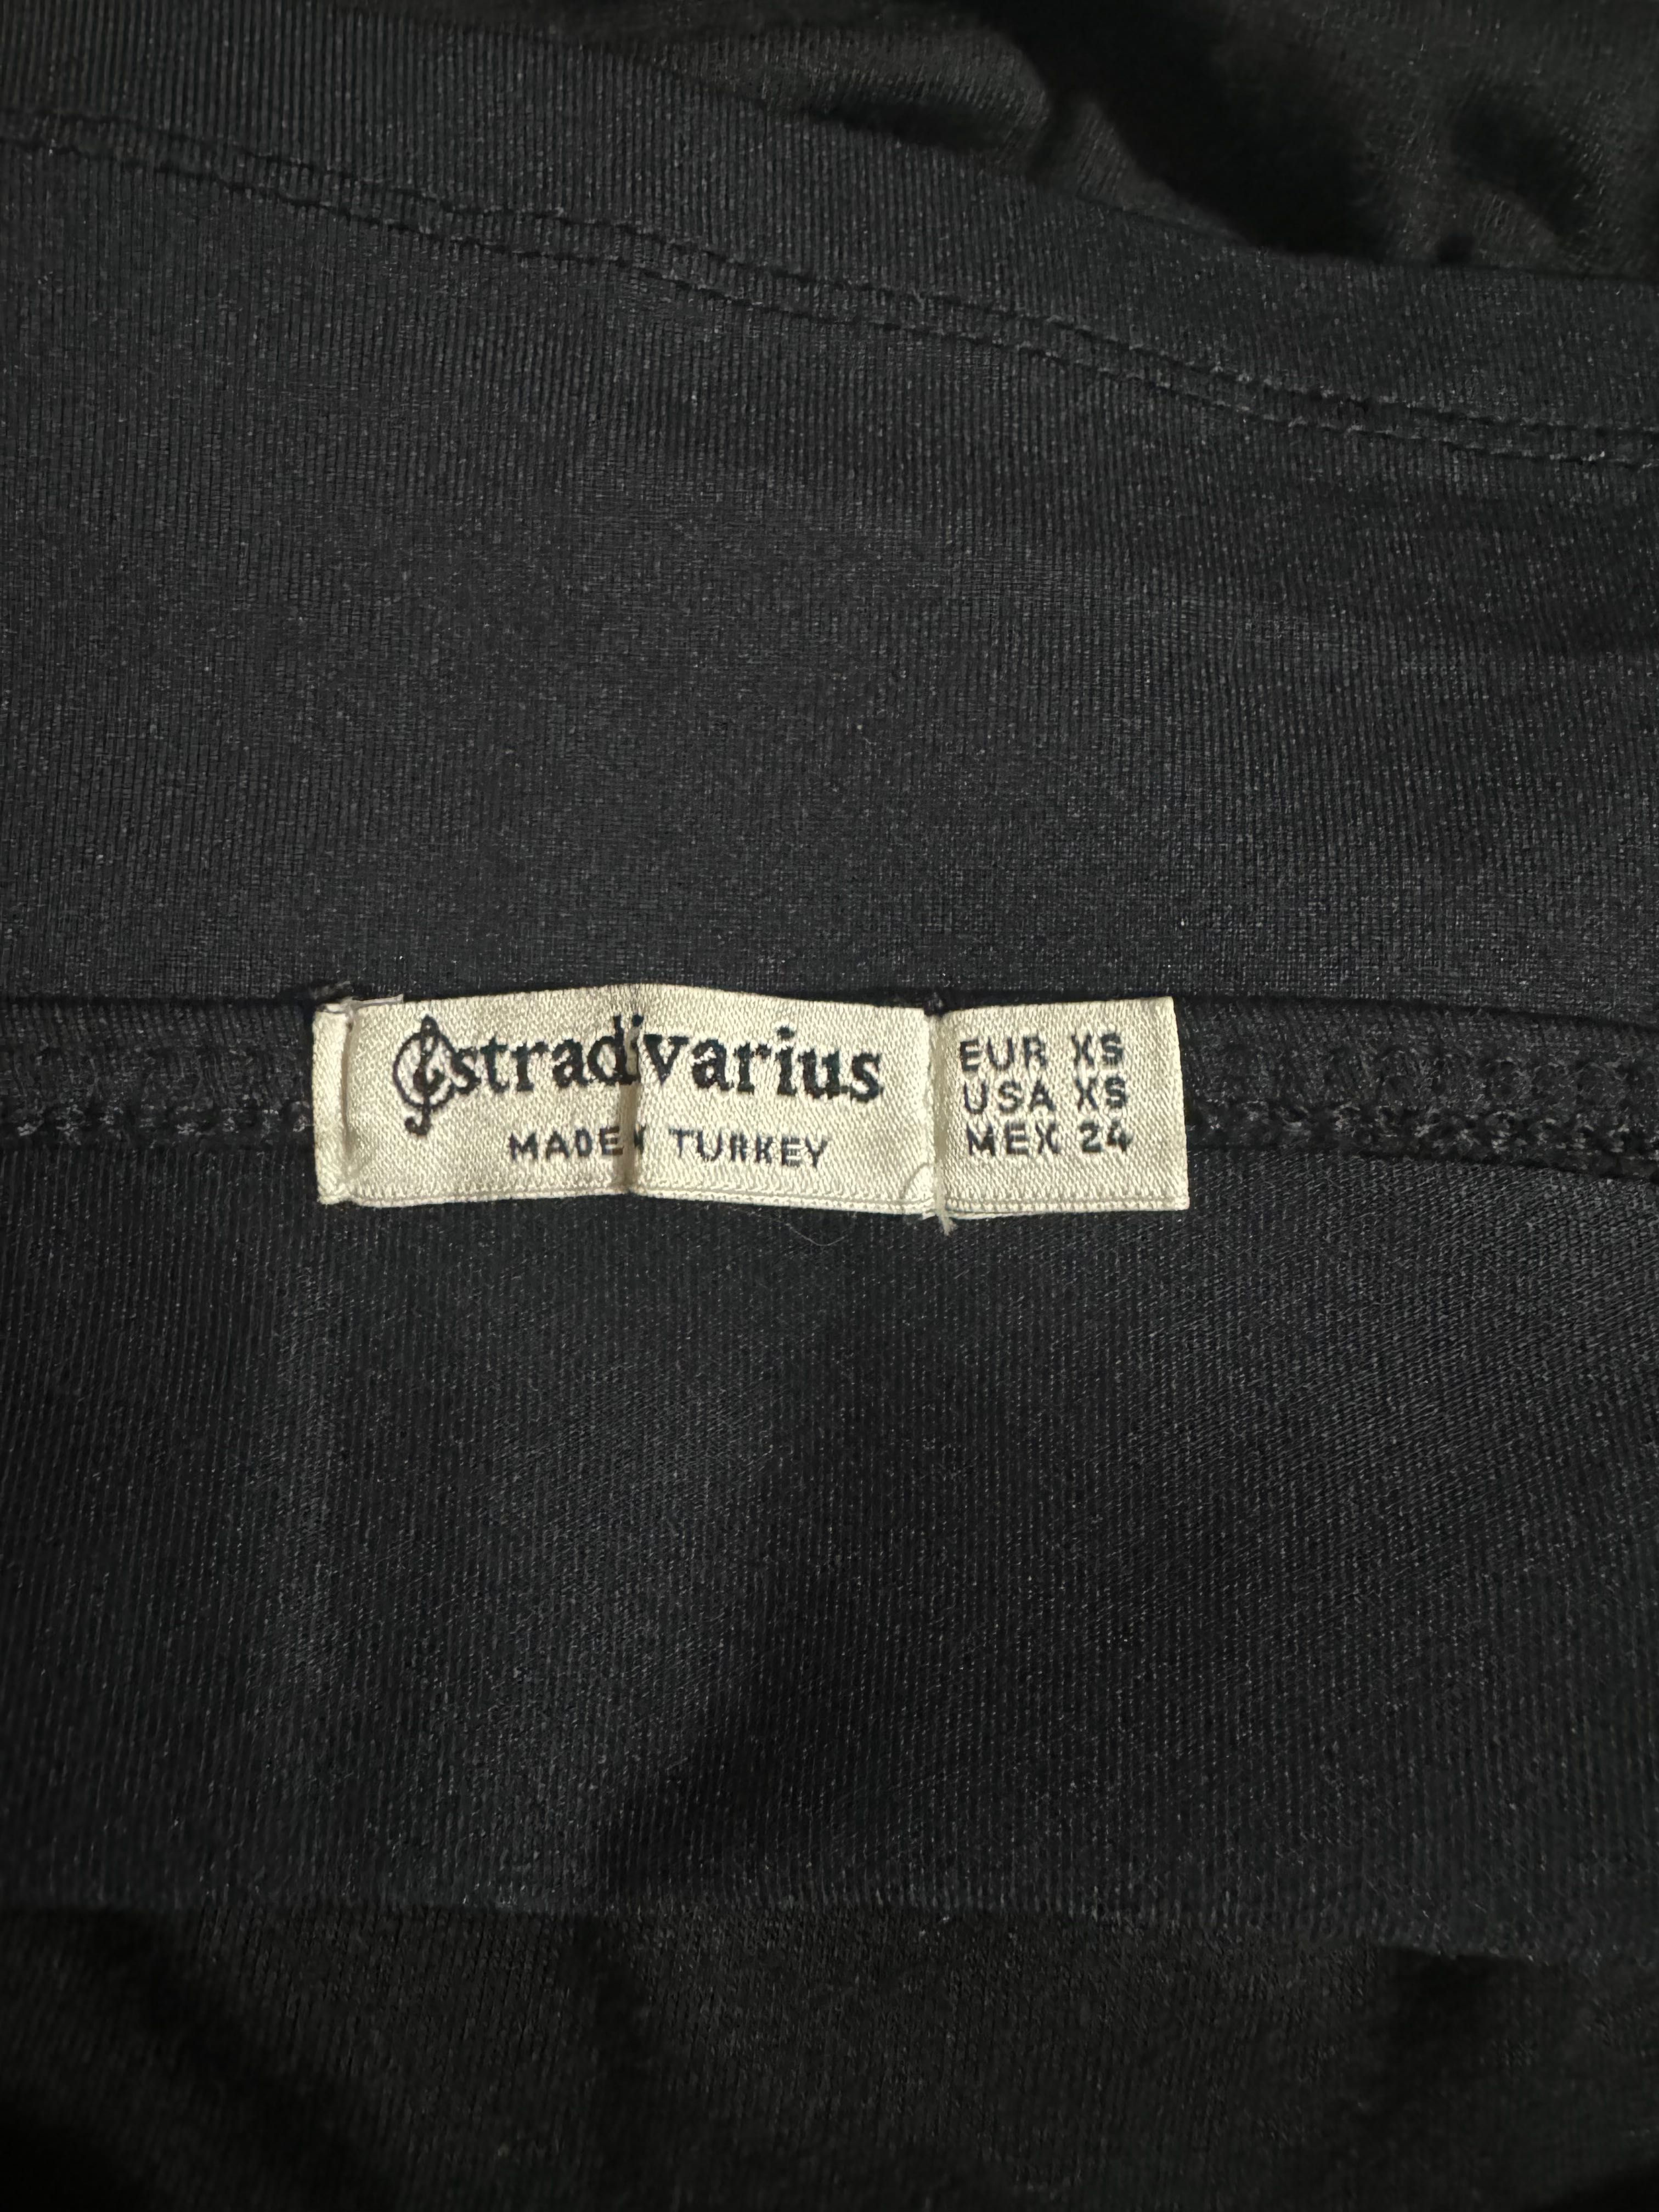 stradivarius
MADE IN TURKEY
EUR XS
USA XS
MEX 24